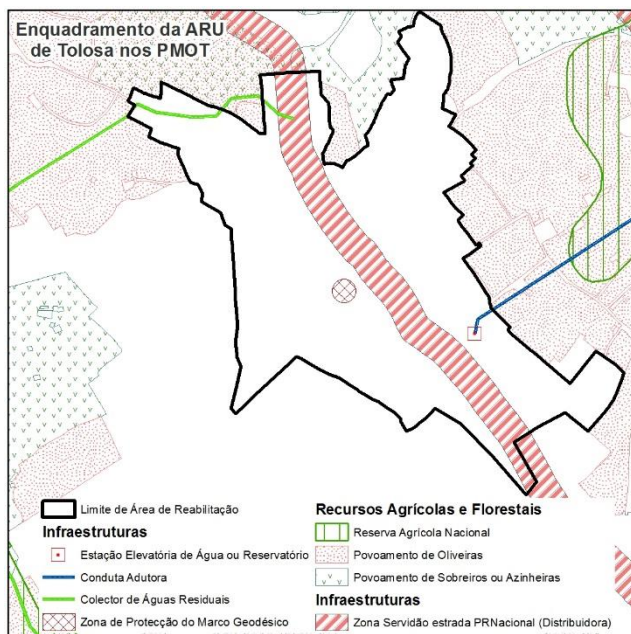 Enquadramento da ARU
de Tolosa nos PMOT
Limite de Área de Reabilitação
Infraestruturas
Estação Elevatória de Água ou Reservatório
Conduta Adutora
Colector de Águas Residuais
Zona de Protecção do Marco Geodésico
Recursos Agrícolas e Florestais
Reserva Agrícola Nacional
Povoamento de Oliveiras
Povoamento de Sobreiros ou Azinheiras
Infraestruturas
Zona Servidão estrada PRNacional (Distribuidora)